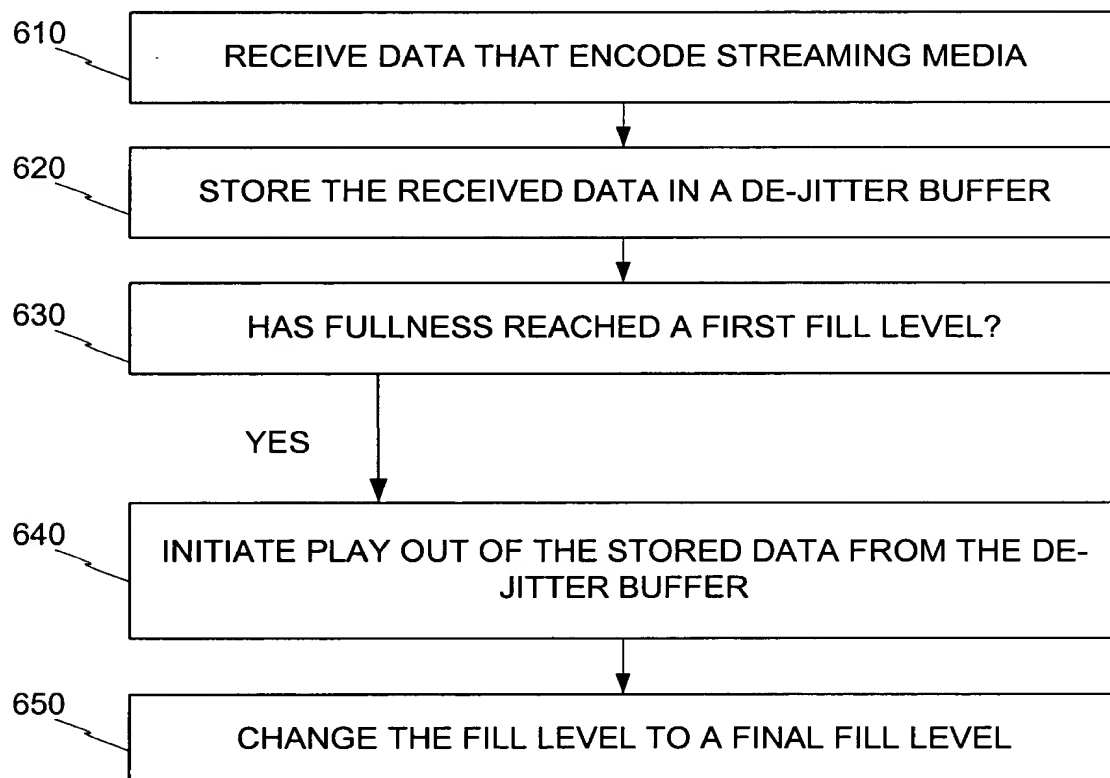 610
RECEIVE DATA THAT ENCODE STREAMING MEDIA
620
STORE THE RECEIVED DATA IN A DE-JITTER BUFFER
630
HAS FULLNESS REACHED A FIRST FILL LEVEL?
YES
640
INITIATE PLAY OUT OF THE STORED DATA FROM THE DE-
JITTER BUFFER
650
CHANGE THE FILL LEVEL TO A FINAL FILL LEVEL